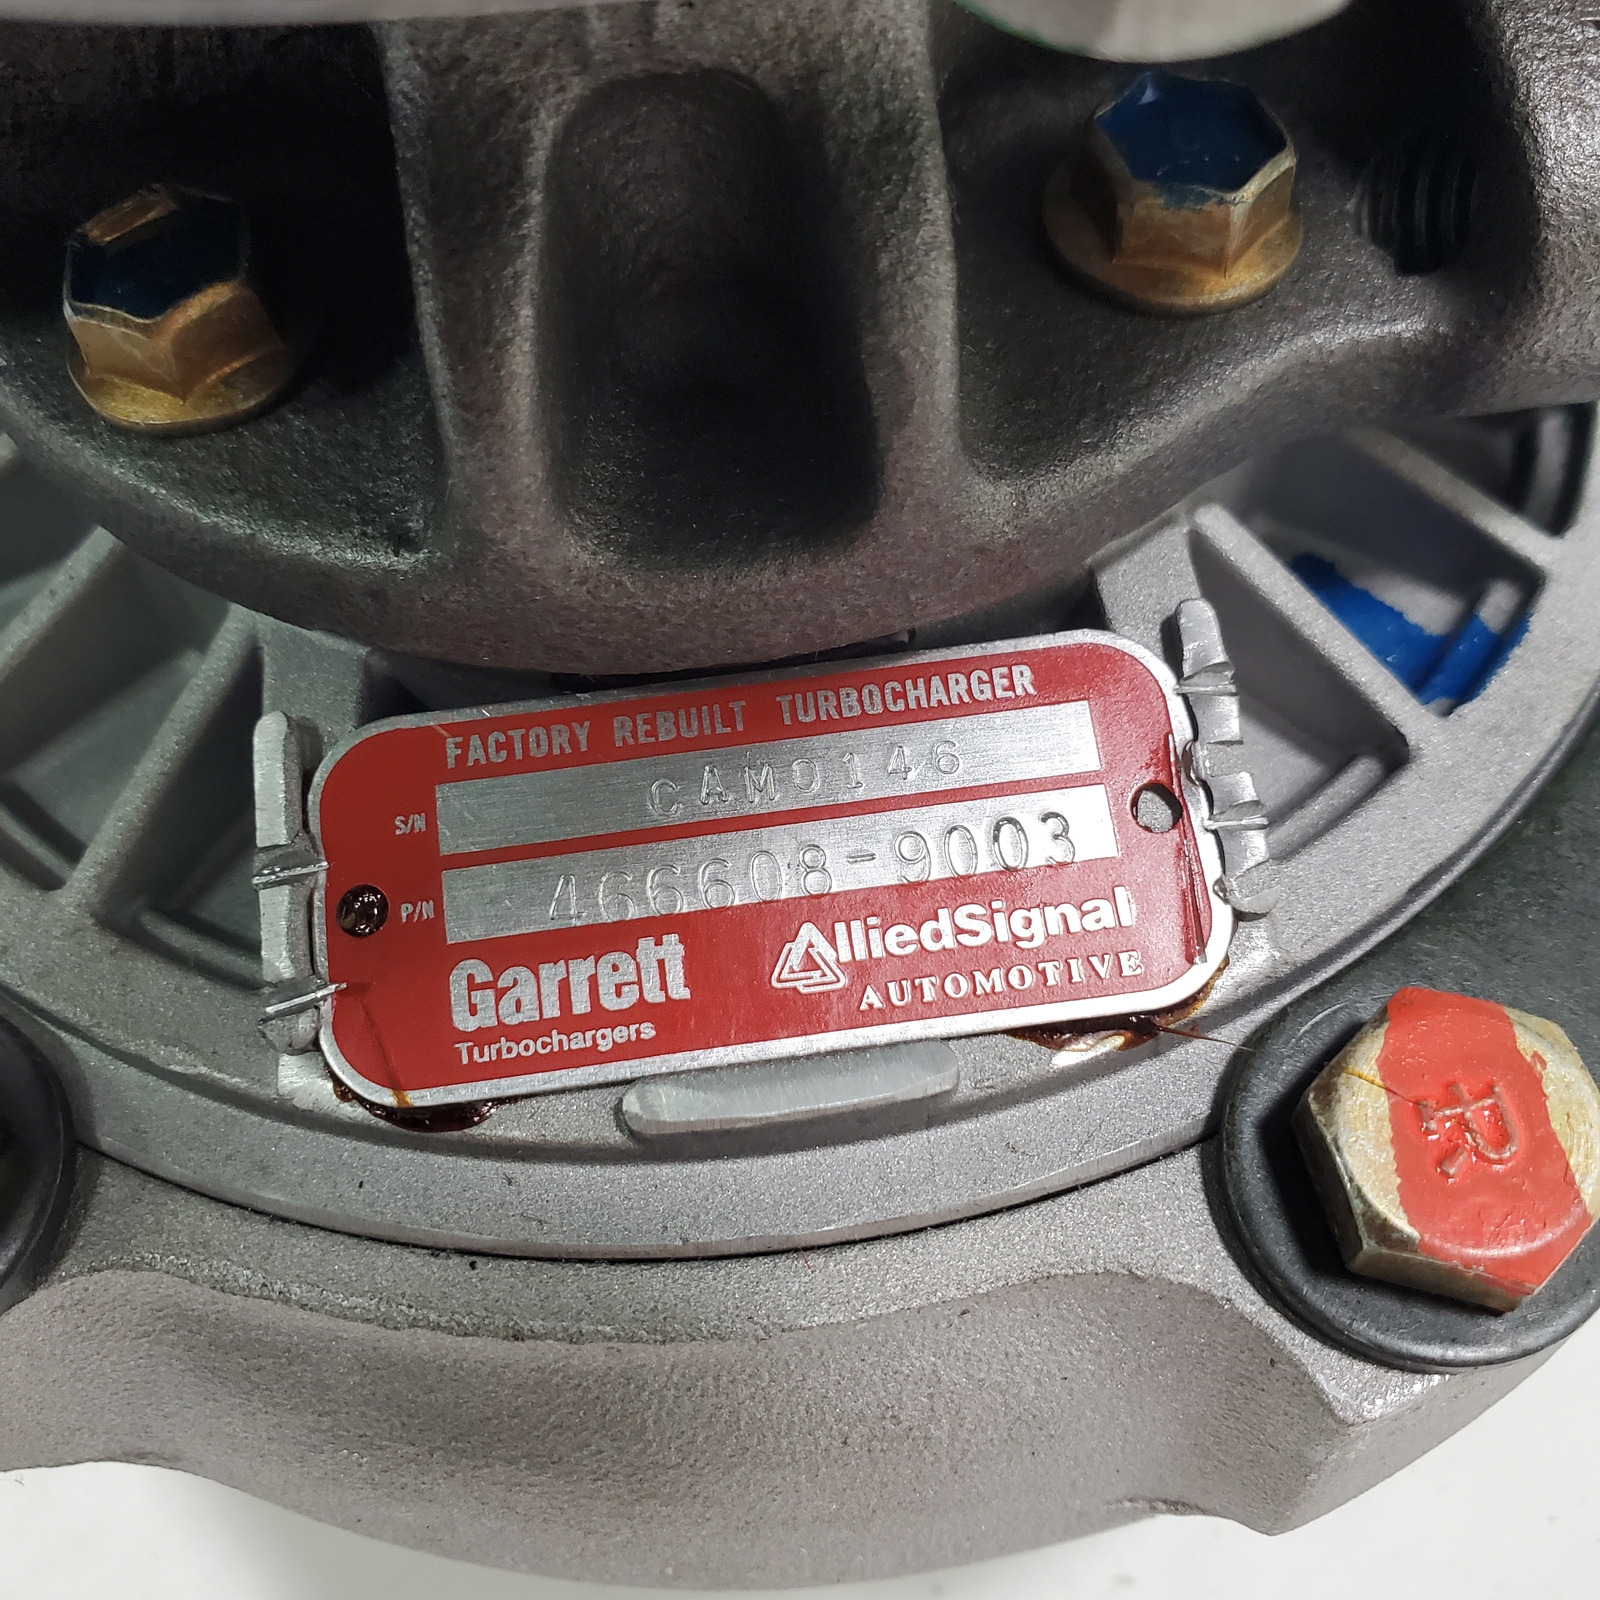 FACTORY REBUILT TURBOCHARGER
S/N CAM0146
P/N 466608-9003
Garrett
Turbochargers
AlliedSignal
AUTOMOTIVE